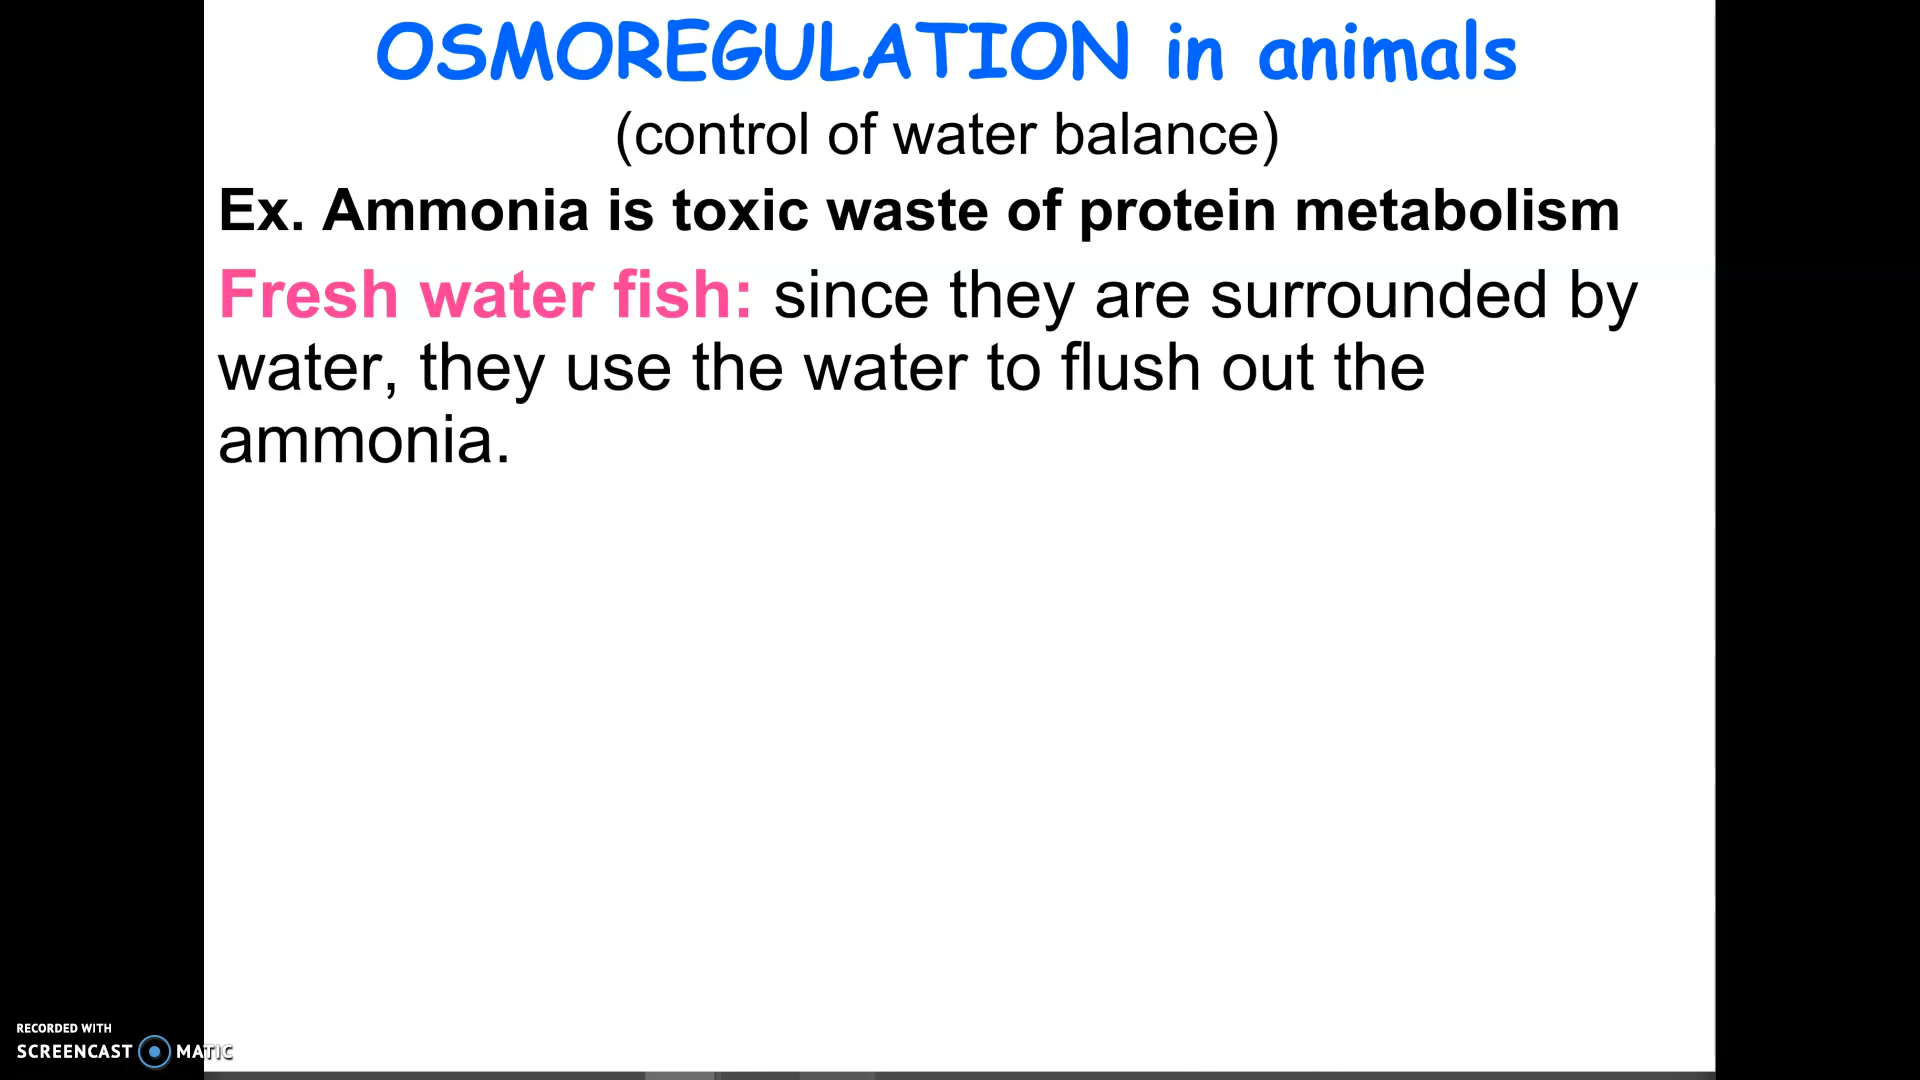 OSMOREGULATION in animals
(control of water balance)
Ex. Ammonia is toxic waste of protein metabolism
Fresh water fish: since they are surrounded by
water, they use the water to flush out the
ammonia.
RECORDED WITH
SCREENCAST MATIC